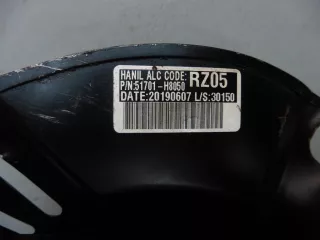 HANIL ALC CODE: RZ05
P/N:51701-H8050
DATE:20190607 L/S:30150